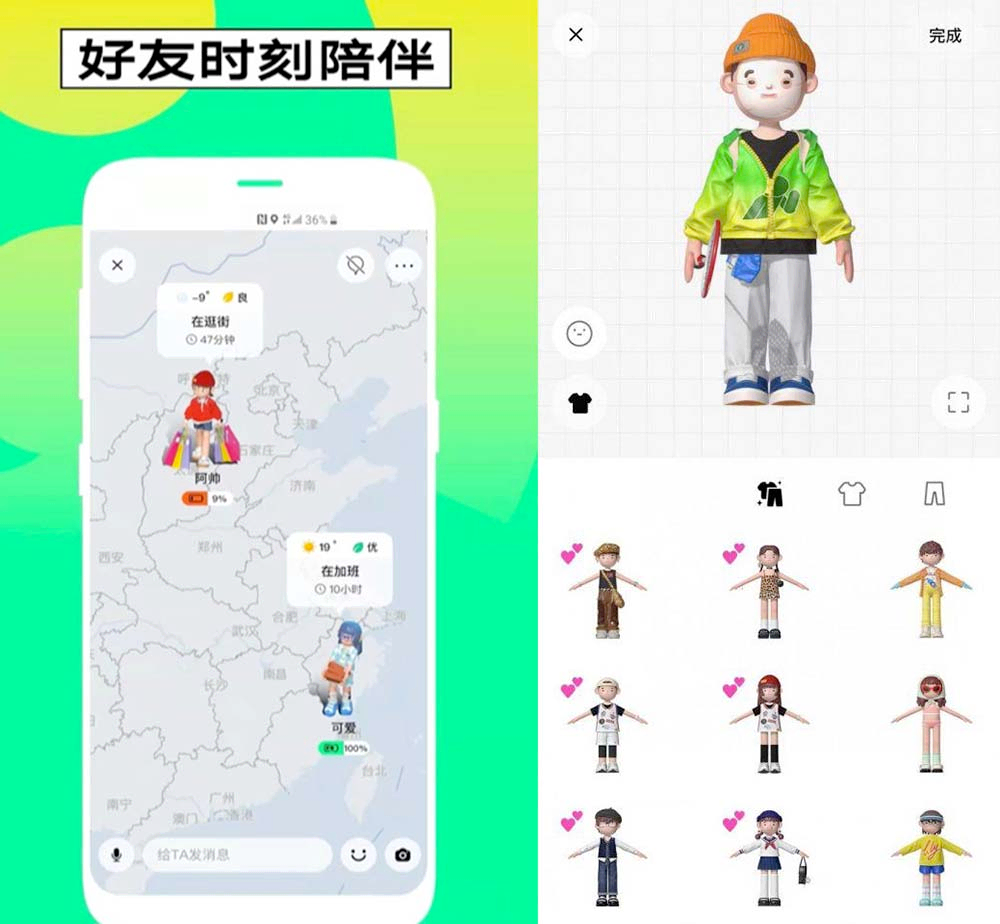 好友时刻陪伴
36%
-9° 良
在逛街
47分钟
北京
天津
阿帅
石家庄
9%
济南
西安
郑州
19° 优
在加班
10小时
合肥
上海
武汉
南昌
长沙
可爱
100%
台北
南宁
广州
澳门
香港
给TA发消息
完成